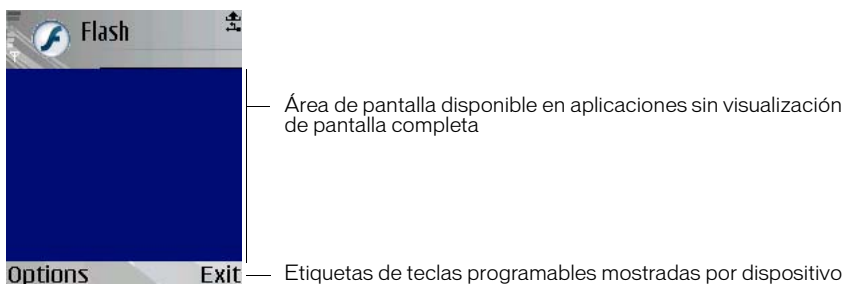 Flash
Área de pantalla disponible en aplicaciones sin visualización
de pantalla completa
Options Exit
Etiquetas de teclas programables mostradas por dispositivo